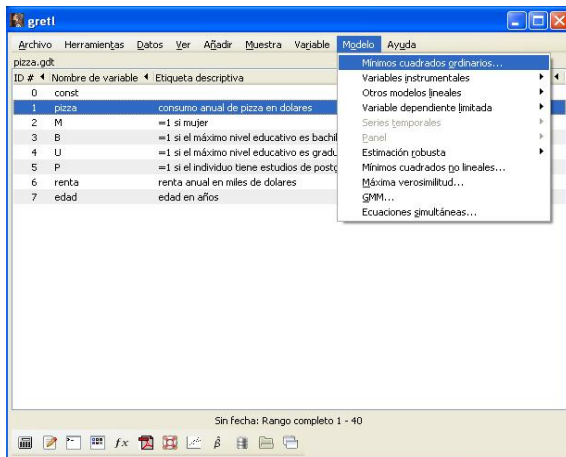 gretl
Archivo Herramientas Datos Ver Añadir Muestra Variable Modelo Ayuda
pizza.gdt
ID # Nombre de variable Etiqueta descriptiva
0 const
1 pizza consumo anual de pizza en dolares
2 M =1 si mujer
3 B =1 si el máximo nivel educativo es bachil
4 U =1 si el máximo nivel educativo es gradu
5 P =1 si el individuo tiene estudios de postg
6 renta renta anual en miles de dolares
7 edad edad en años
Mínimos cuadrados ordinarios...
Variables instrumentales
Otros modelos lineales
Variable dependiente limitada
Series temporales
Panel
Estimación robusta
Mínimos cuadrados no lineales...
Máxima verosimilitud...
GMM...
Ecuaciones simultáneas...
Sin fecha: Rango completo 1 - 40
fx β̂